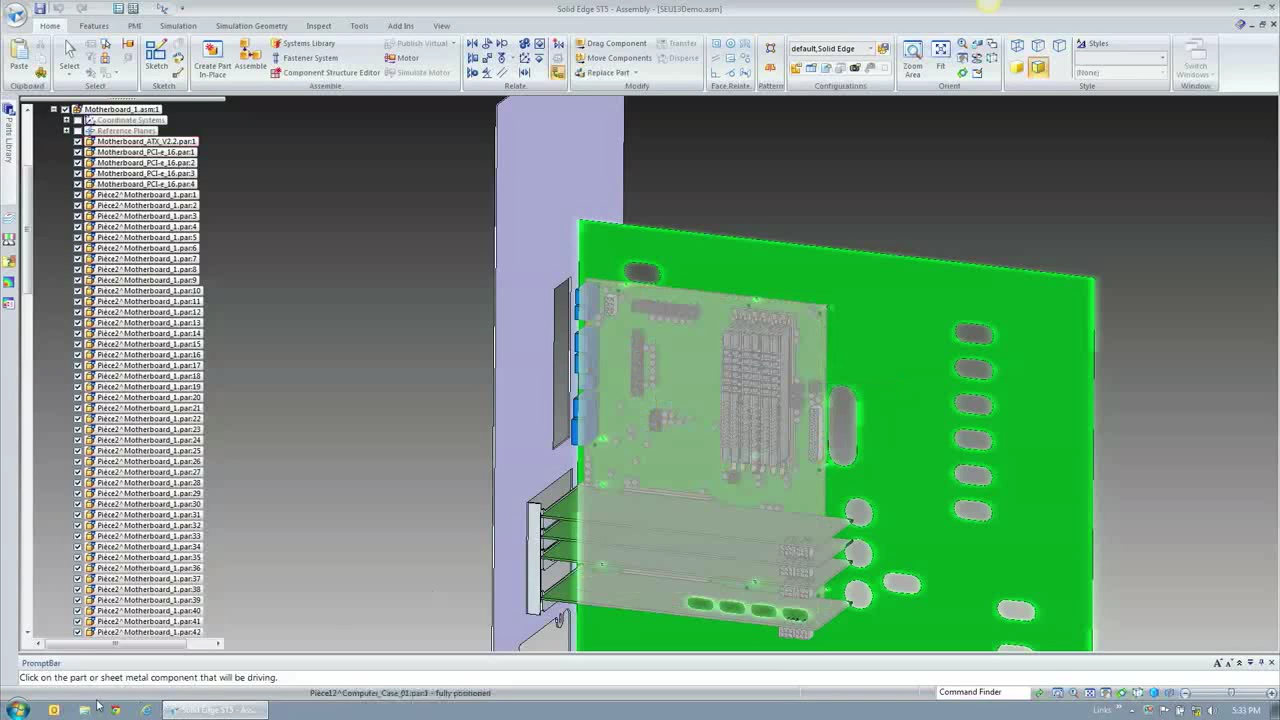 Solid Edge ST5 - Assembly - [SEU13Demo.asm]
Home Features PMI Simulation Simulation Geometry Inspect Tools Add Ins View
Paste
Clipboard
Select
Select
Sketch
Sketch
Create Part In-Place
Assemble
Systems Library
Fastener System
Component Structure Editor
Publish Virtual
Motor
Simulate Motor
Assemble
Relate
Drag Component
Move Components
Replace Part
Transfer
Disperse
Modify
Face Relate
Pattern
default,Solid Edge
Configurations
Zoom Area
Fit
Orient
Styles
(None)
Style
Switch Windows
Window
Parts Library
Motherboard_1.asm:1
Coordinate Systems
Reference Planes
Motherboard_ATX_V2.2.par:1
Motherboard_PCI-e_16.par:1
Motherboard_PCI-e_16.par:2
Motherboard_PCI-e_16.par:3
Motherboard_PCI-e_16.par:4
Pièce2^Motherboard_1.par:1
Pièce2^Motherboard_1.par:2
Pièce2^Motherboard_1.par:3
Pièce2^Motherboard_1.par:4
Pièce2^Motherboard_1.par:5
Pièce2^Motherboard_1.par:6
Pièce2^Motherboard_1.par:7
Pièce2^Motherboard_1.par:8
Pièce2^Motherboard_1.par:9
Pièce2^Motherboard_1.par:10
Pièce2^Motherboard_1.par:11
Pièce2^Motherboard_1.par:12
Pièce2^Motherboard_1.par:13
Pièce2^Motherboard_1.par:14
Pièce2^Motherboard_1.par:15
Pièce2^Motherboard_1.par:16
Pièce2^Motherboard_1.par:17
Pièce2^Motherboard_1.par:18
Pièce2^Motherboard_1.par:19
Pièce2^Motherboard_1.par:20
Pièce2^Motherboard_1.par:21
Pièce2^Motherboard_1.par:22
Pièce2^Motherboard_1.par:23
Pièce2^Motherboard_1.par:24
Pièce2^Motherboard_1.par:25
Pièce2^Motherboard_1.par:26
Pièce2^Motherboard_1.par:27
Pièce2^Motherboard_1.par:28
Pièce2^Motherboard_1.par:29
Pièce2^Motherboard_1.par:30
Pièce2^Motherboard_1.par:31
Pièce2^Motherboard_1.par:32
Pièce2^Motherboard_1.par:33
Pièce2^Motherboard_1.par:34
Pièce2^Motherboard_1.par:35
Pièce2^Motherboard_1.par:36
Pièce2^Motherboard_1.par:37
Pièce2^Motherboard_1.par:38
Pièce2^Motherboard_1.par:39
Pièce2^Motherboard_1.par:40
Pièce2^Motherboard_1.par:41
Pièce2^Motherboard_1.par:42
PromptBar
Click on the part or sheet metal component that will be driving.
Pièce12^Computer_Case_01.par:1 - fully positioned
Command Finder
Solid Edge ST5 - Ass...
Links
5:33 PM